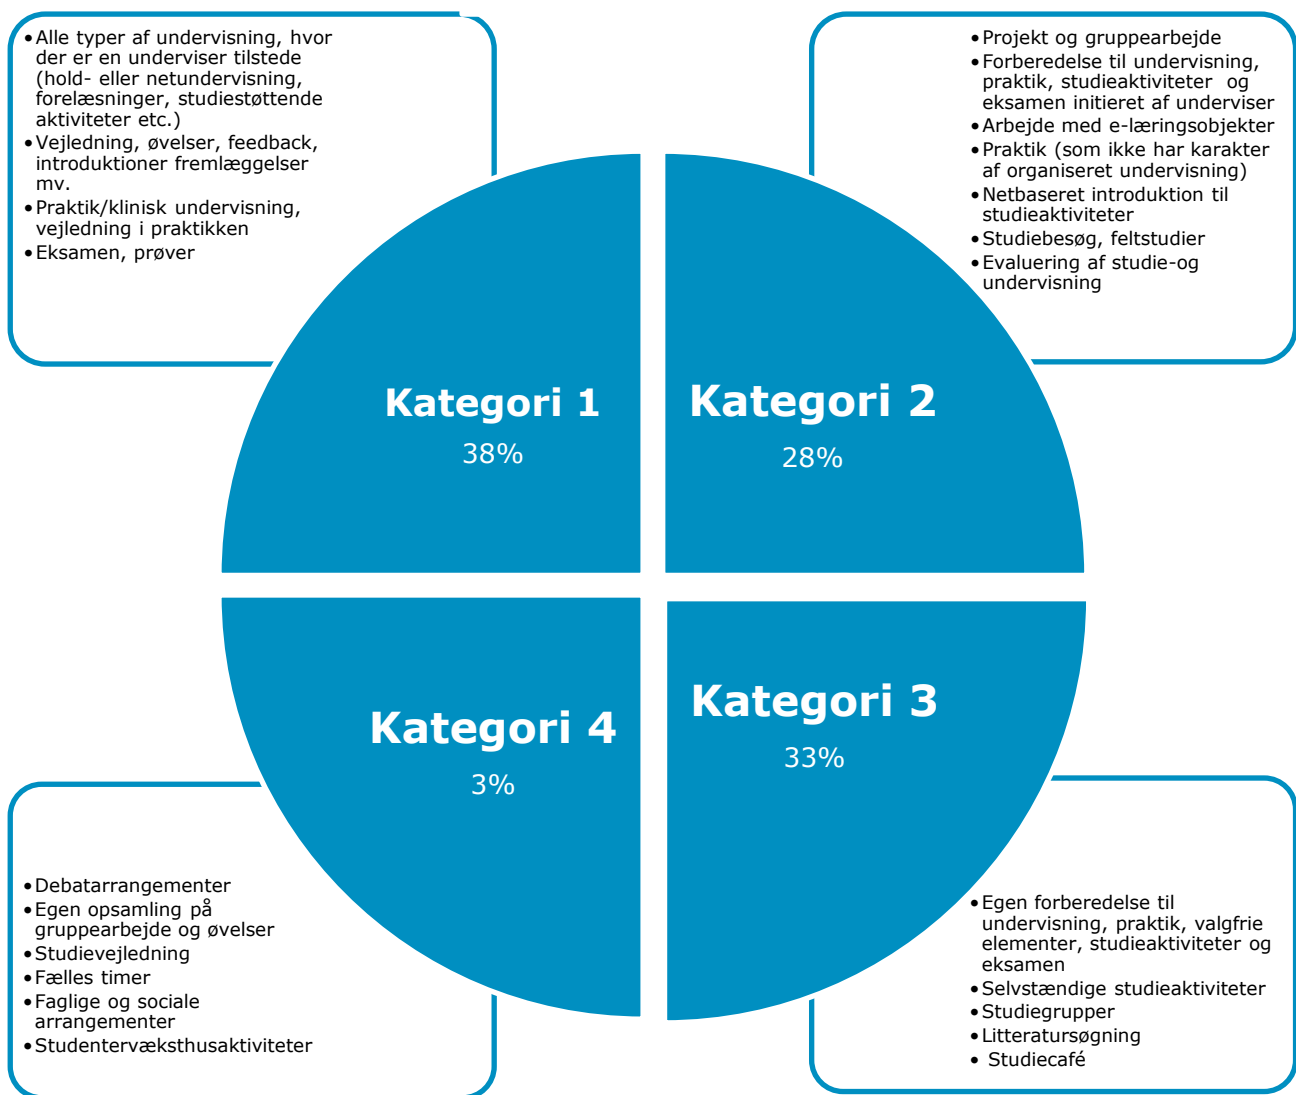 •Alle typer af undervisning, hvor
der er en underviser tilstede
(hold- eller netundervisning,
forelæsninger, studiestøttende
aktiviteter etc.)
•Vejledning, øvelser, feedback,
introduktioner fremlæggelser
mv.
•Praktik/klinisk undervisning,
vejledning i praktikken
•Eksamen, prøver
•Projekt og gruppearbejde
•Forberedelse til undervisning,
praktik, studieaktiviteter og
eksamen initieret af underviser
•Arbejde med e-læringsobjekter
•Praktik (som ikke har karakter
af organiseret undervisning)
•Netbaseret introduktion til
studieaktiviteter
•Studiebesøg, feltstudier
•Evaluering af studie-og
undervisning
Kategori 1
38%
Kategori 2
28%
Kategori 4
3%
Kategori 3
33%
•Debatarrangementer
•Egen opsamling på
gruppearbejde og øvelser
•Studievejledning
•Fælles timer
•Faglige og sociale
arrangementer
•Studentervæksthusaktiviteter
•Egen forberedelse til
undervisning, praktik, valgfrie
elementer, studieaktiviteter og
eksamen
•Selvstændige studieaktiviteter
•Studiegrupper
•Litteratursøgning
• Studiecafé